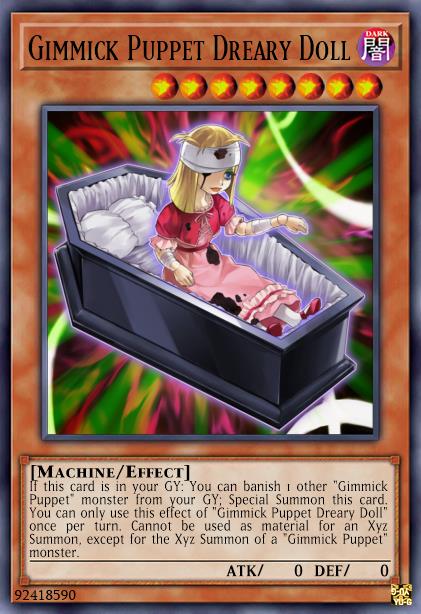 Gimmick Puppet Dreary Doll
DARK
闇
[Machine/Effect]
If this card is in your GY: You can banish 1 other "Gimmick
Puppet" monster from your GY; Special Summon this card.
You can only use this effect of "Gimmick Puppet Dreary Doll"
once per turn. Cannot be used as material for an Xyz
Summon, except for the Xyz Summon of a "Gimmick Puppet"
monster.
ATK/ 0 DEF/ 0
92418590